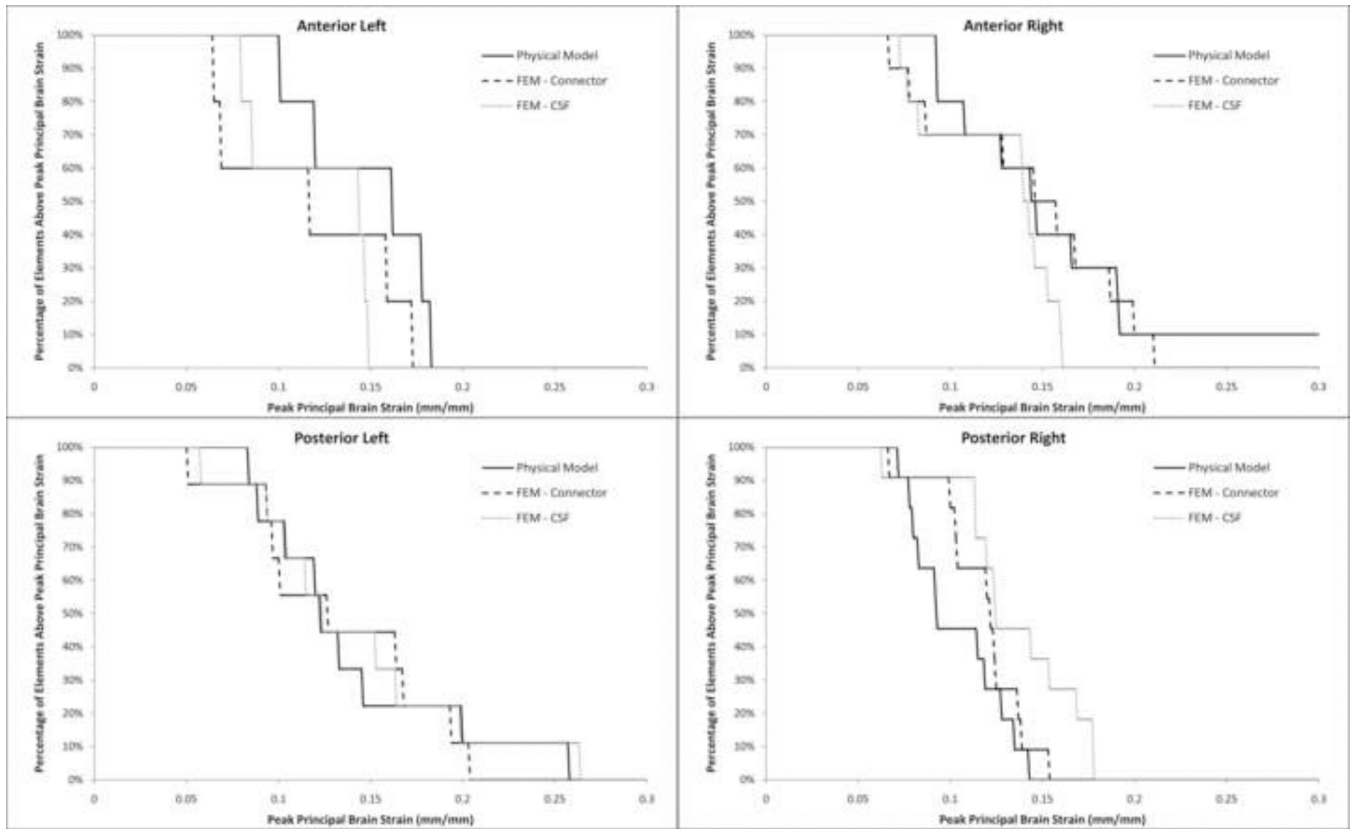 Anterior Left
Percentage of Elements Above Peak Principal Brain Strain
100%
90%
80%
70%
60%
50%
40%
30%
20%
10%
0%
Physical Model
FEM - Connector
FEM - CSF
0 0.05 0.1 0.15 0.2 0.25 0.3
Peak Principal Brain Strain (mm/mm)
Anterior Right
Percentage of Elements Above Peak Principal Brain Strain
100%
90%
80%
70%
60%
50%
40%
30%
20%
10%
0%
Physical Model
FEM - Connector
FEM - CSF
0 0.05 0.1 0.15 0.2 0.25 0.3
Peak Principal Brain Strain (mm/mm)
Posterior Left
Percentage of Elements Above Peak Principal Brain Strain
100%
90%
80%
70%
60%
50%
40%
30%
20%
10%
0%
Physical Model
FEM - Connector
FEM - CSF
0 0.05 0.1 0.15 0.2 0.25 0.3
Peak Principal Brain Strain (mm/mm)
Posterior Right
Percentage of Elements Above Peak Principal Brain Strain
100%
90%
80%
70%
60%
50%
40%
30%
20%
10%
0%
Physical Model
FEM - Connector
FEM - CSF
0 0.05 0.1 0.15 0.2 0.25 0.3
Peak Principal Brain Strain (mm/mm)